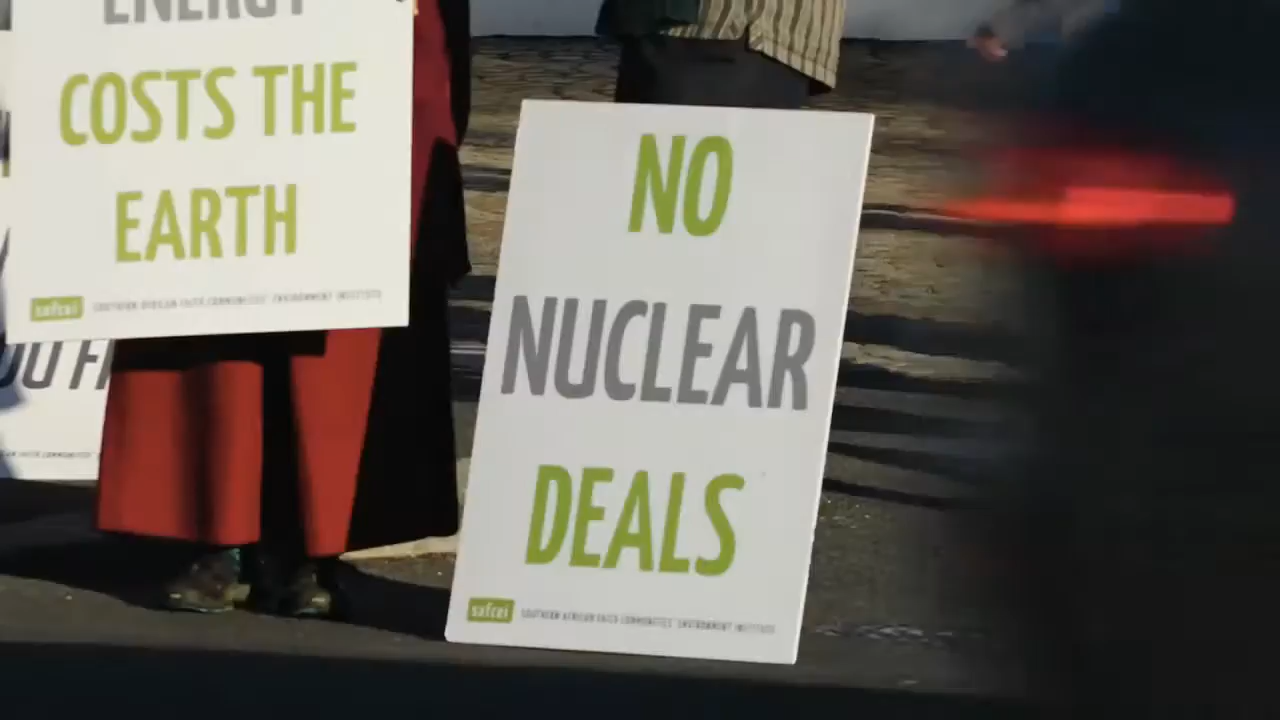 ENERGY
COSTS THE
EARTH
safcei SOUTHERN AFRICAN FAITH COMMUNITIES' ENVIRONMENT INSTITUTE
NO
NUCLEAR
DEALS
safcei SOUTHERN AFRICAN FAITH COMMUNITIES' ENVIRONMENT INSTITUTE